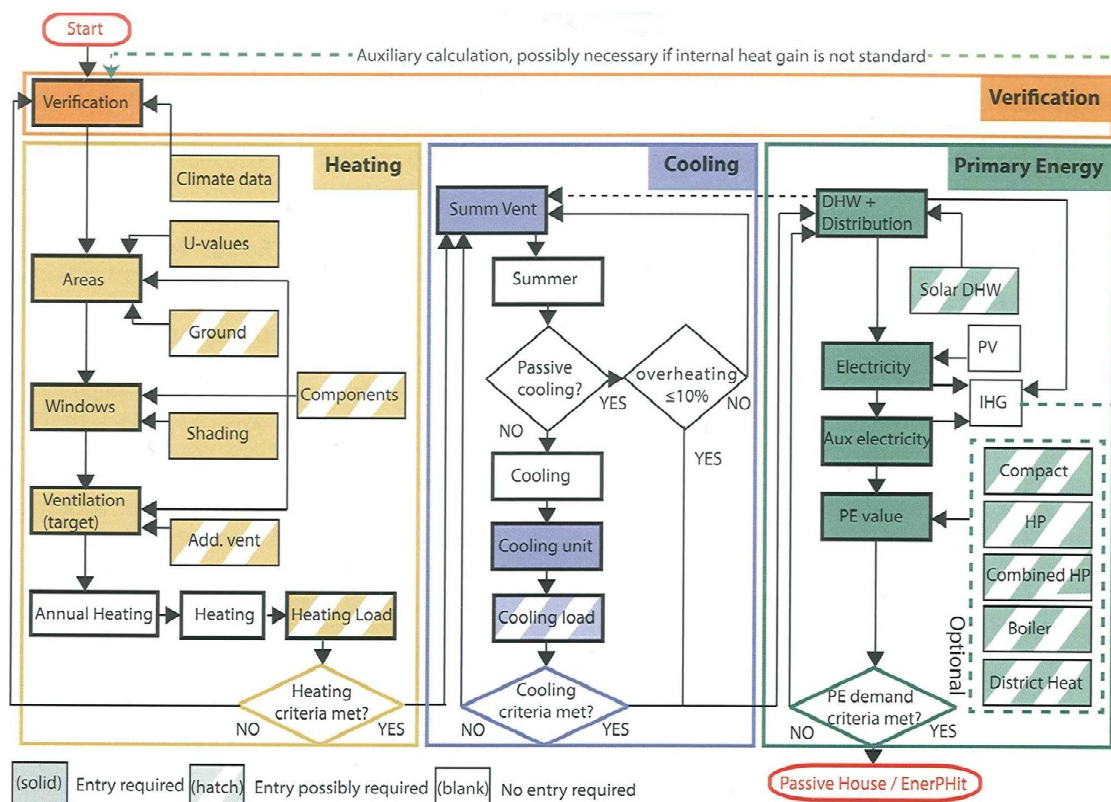 Start
Auxiliary calculation, possibly necessary if internal heat gain is not standard
Verification
Verification
Heating
Climate data
U-values
Areas
Ground
Components
Windows
Shading
Ventilation
(target)
Add. vent
Annual Heating
Heating
Heating Load
Heating
criteria met?
NO
YES
Cooling
Summ Vent
Summer
Passive
cooling?
YES
overheating
≤10%
NO
NO
YES
Cooling
Cooling unit
Cooling load
Cooling
criteria met?
NO
YES
Primary Energy
DHW +
Distribution
Solar DHW
PV
Electricity
IHG
Aux electricity
PE value
Compact
HP
Combined HP
Boiler
District Heat
Optional
PE demand
criteria met?
NO
YES
Passive House / EnerPHit
(solid) Entry required (hatch) Entry possibly required (blank) No entry required